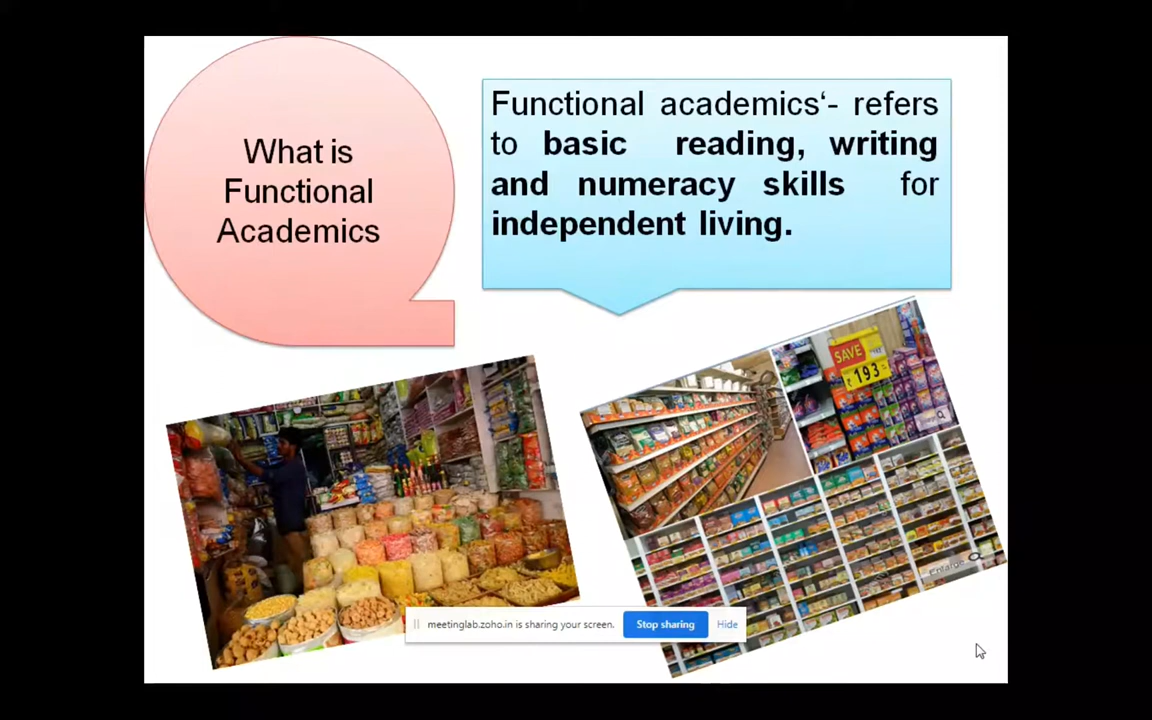 What is
Functional
Academics
Functional academics‘- refers
to basic reading, writing
and numeracy skills for
independent living.
SAVE
₹ 193
Enlarge
meetinglab.zoho.in is sharing your screen. Stop sharing Hide